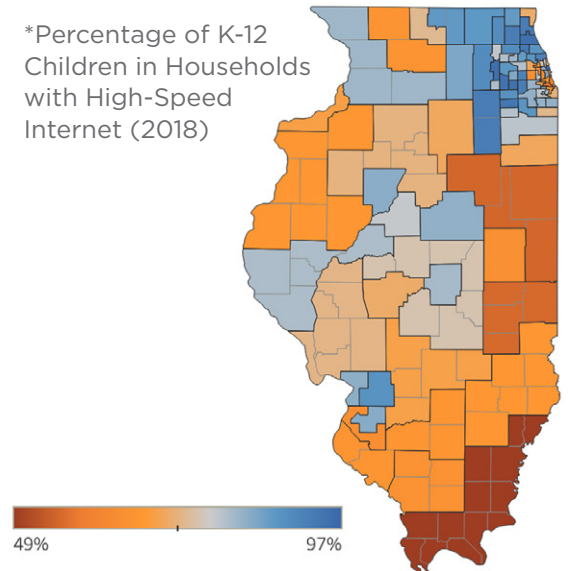 *Percentage of K-12
Children in Households
with High-Speed
Internet (2018)
49%
97%